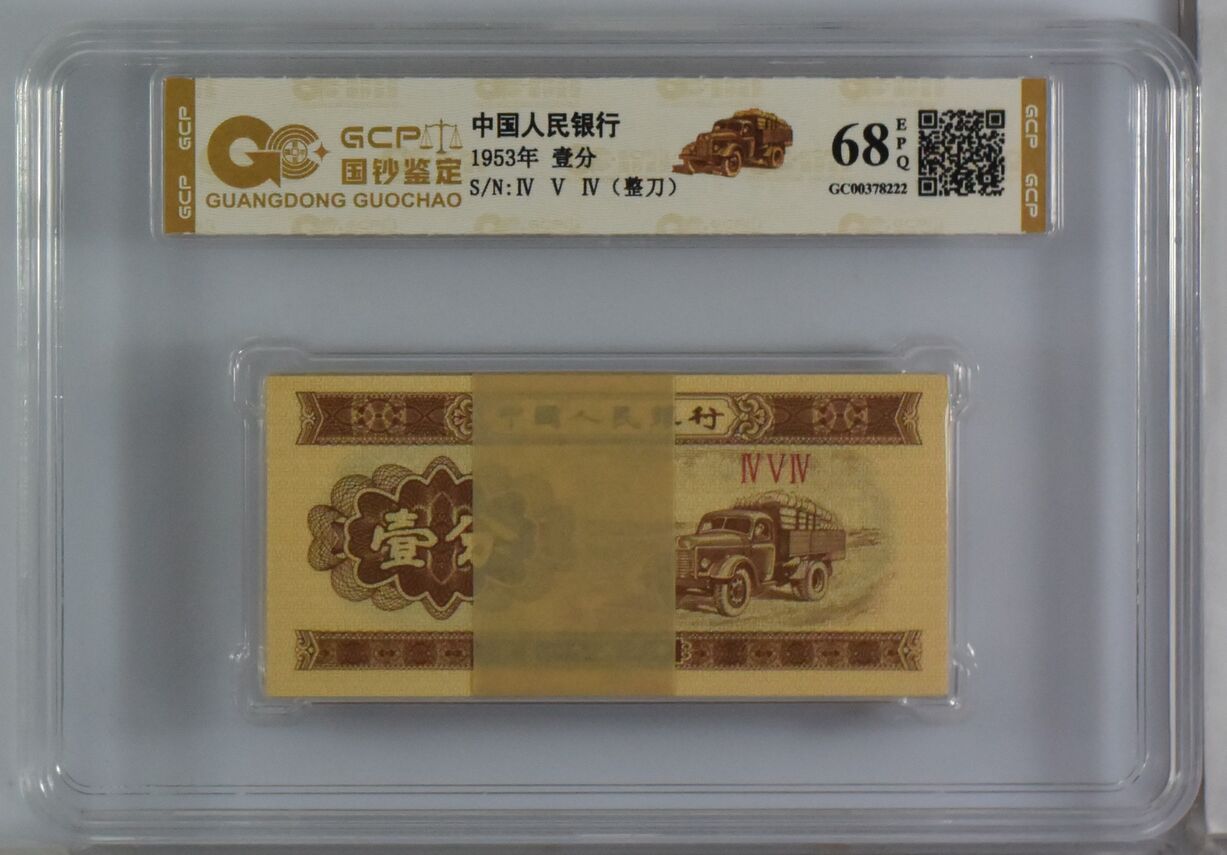 GCP
GCP
GCP
国钞鉴定
GUANGDONG GUOCHAO
中国人民银行
1953年 壹分
S/N:Ⅳ Ⅴ Ⅳ（整刀）
68
EPQ
GC00378222
GCP
GCP
中國人民銀行
ⅣⅤⅣ
壹分